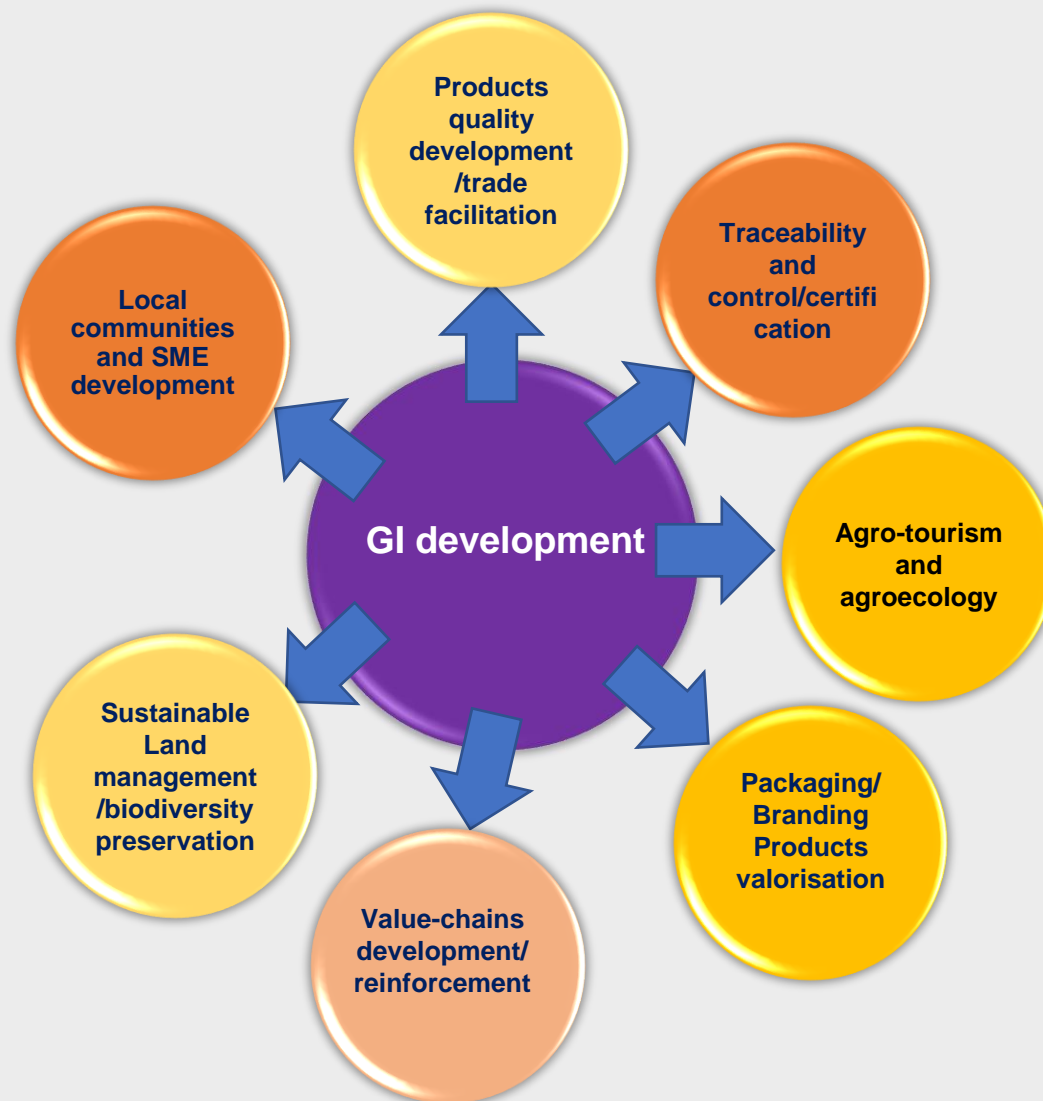 Products
quality
development
/trade
facilitation
Traceability
and
control/certifi
cation
Local
communities
and SME
development
GI development
Agro-tourism
and
agroecology
Sustainable
Land
management
/biodiversity
preservation
Packaging/
Branding
Products
valorisation
Value-chains
development/
reinforcement